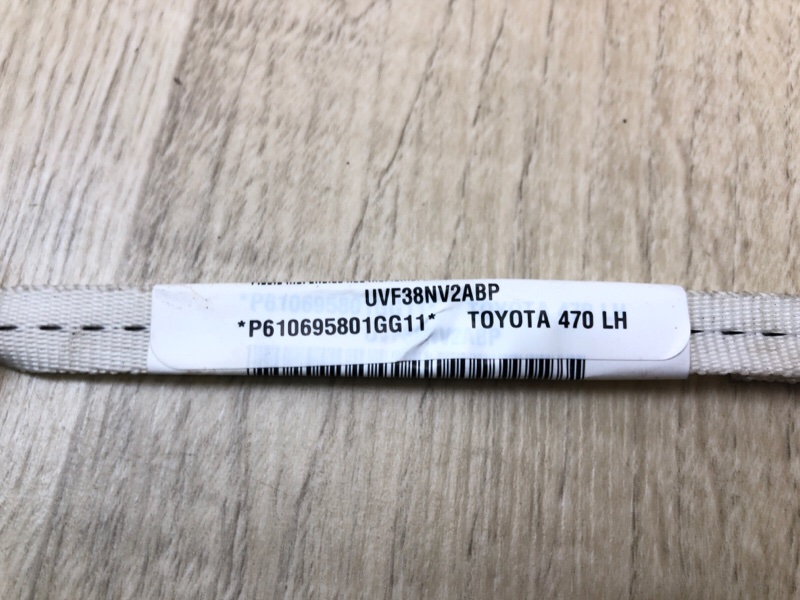 UVF38NV2ABP
*P610695801GG11* TOYOTA 470 LH